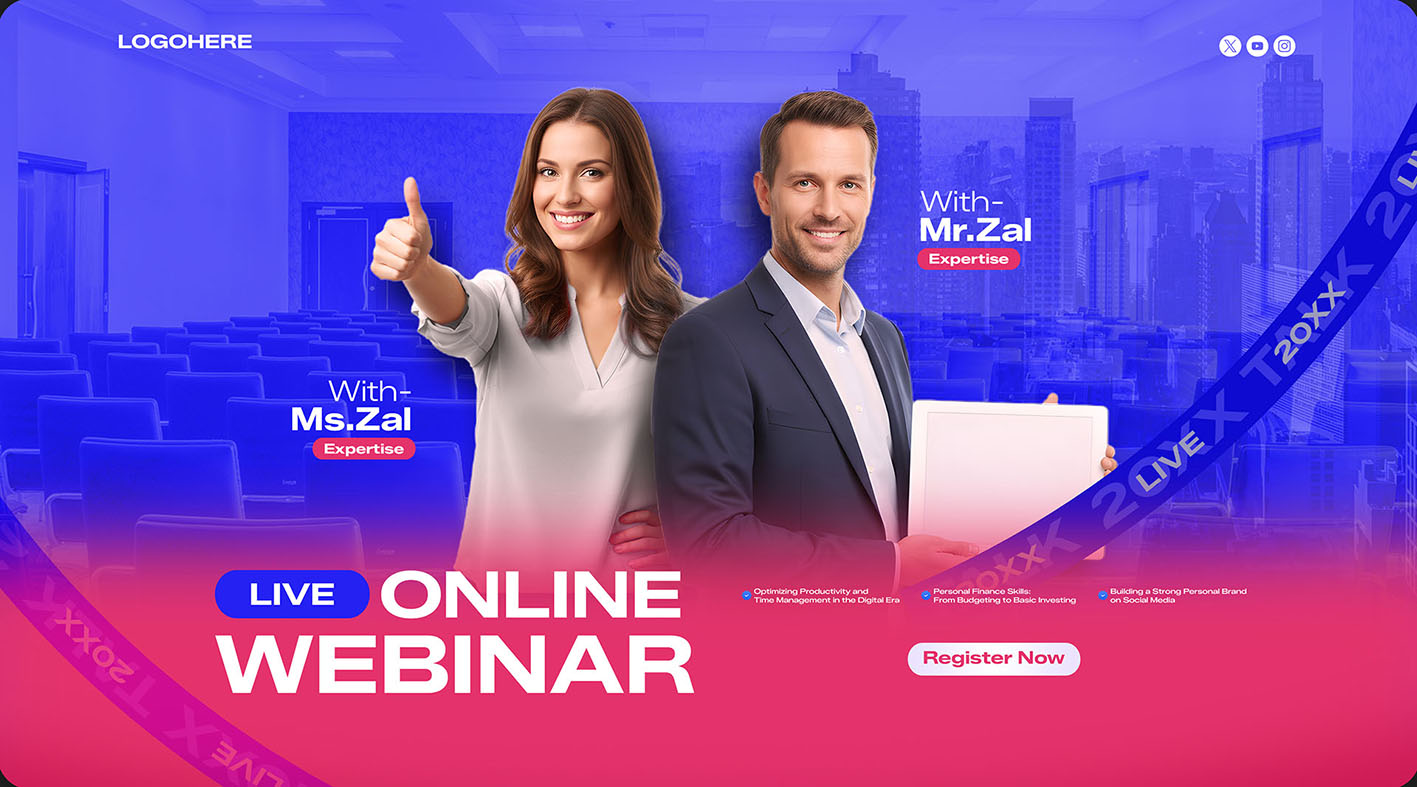 LOGOHERE
With-
Mr.Zal
Expertise
With-
Ms.Zal
Expertise
LIVE
20XX
LIVE ONLINE
WEBINAR
Optimizing Productivity and
Time Management in the Digital Era
Personal Finance Skills:
From Budgeting to Basic Investing
Building a Strong Personal Brand
on Social Media
Register Now
20XX
20XX
LIVE